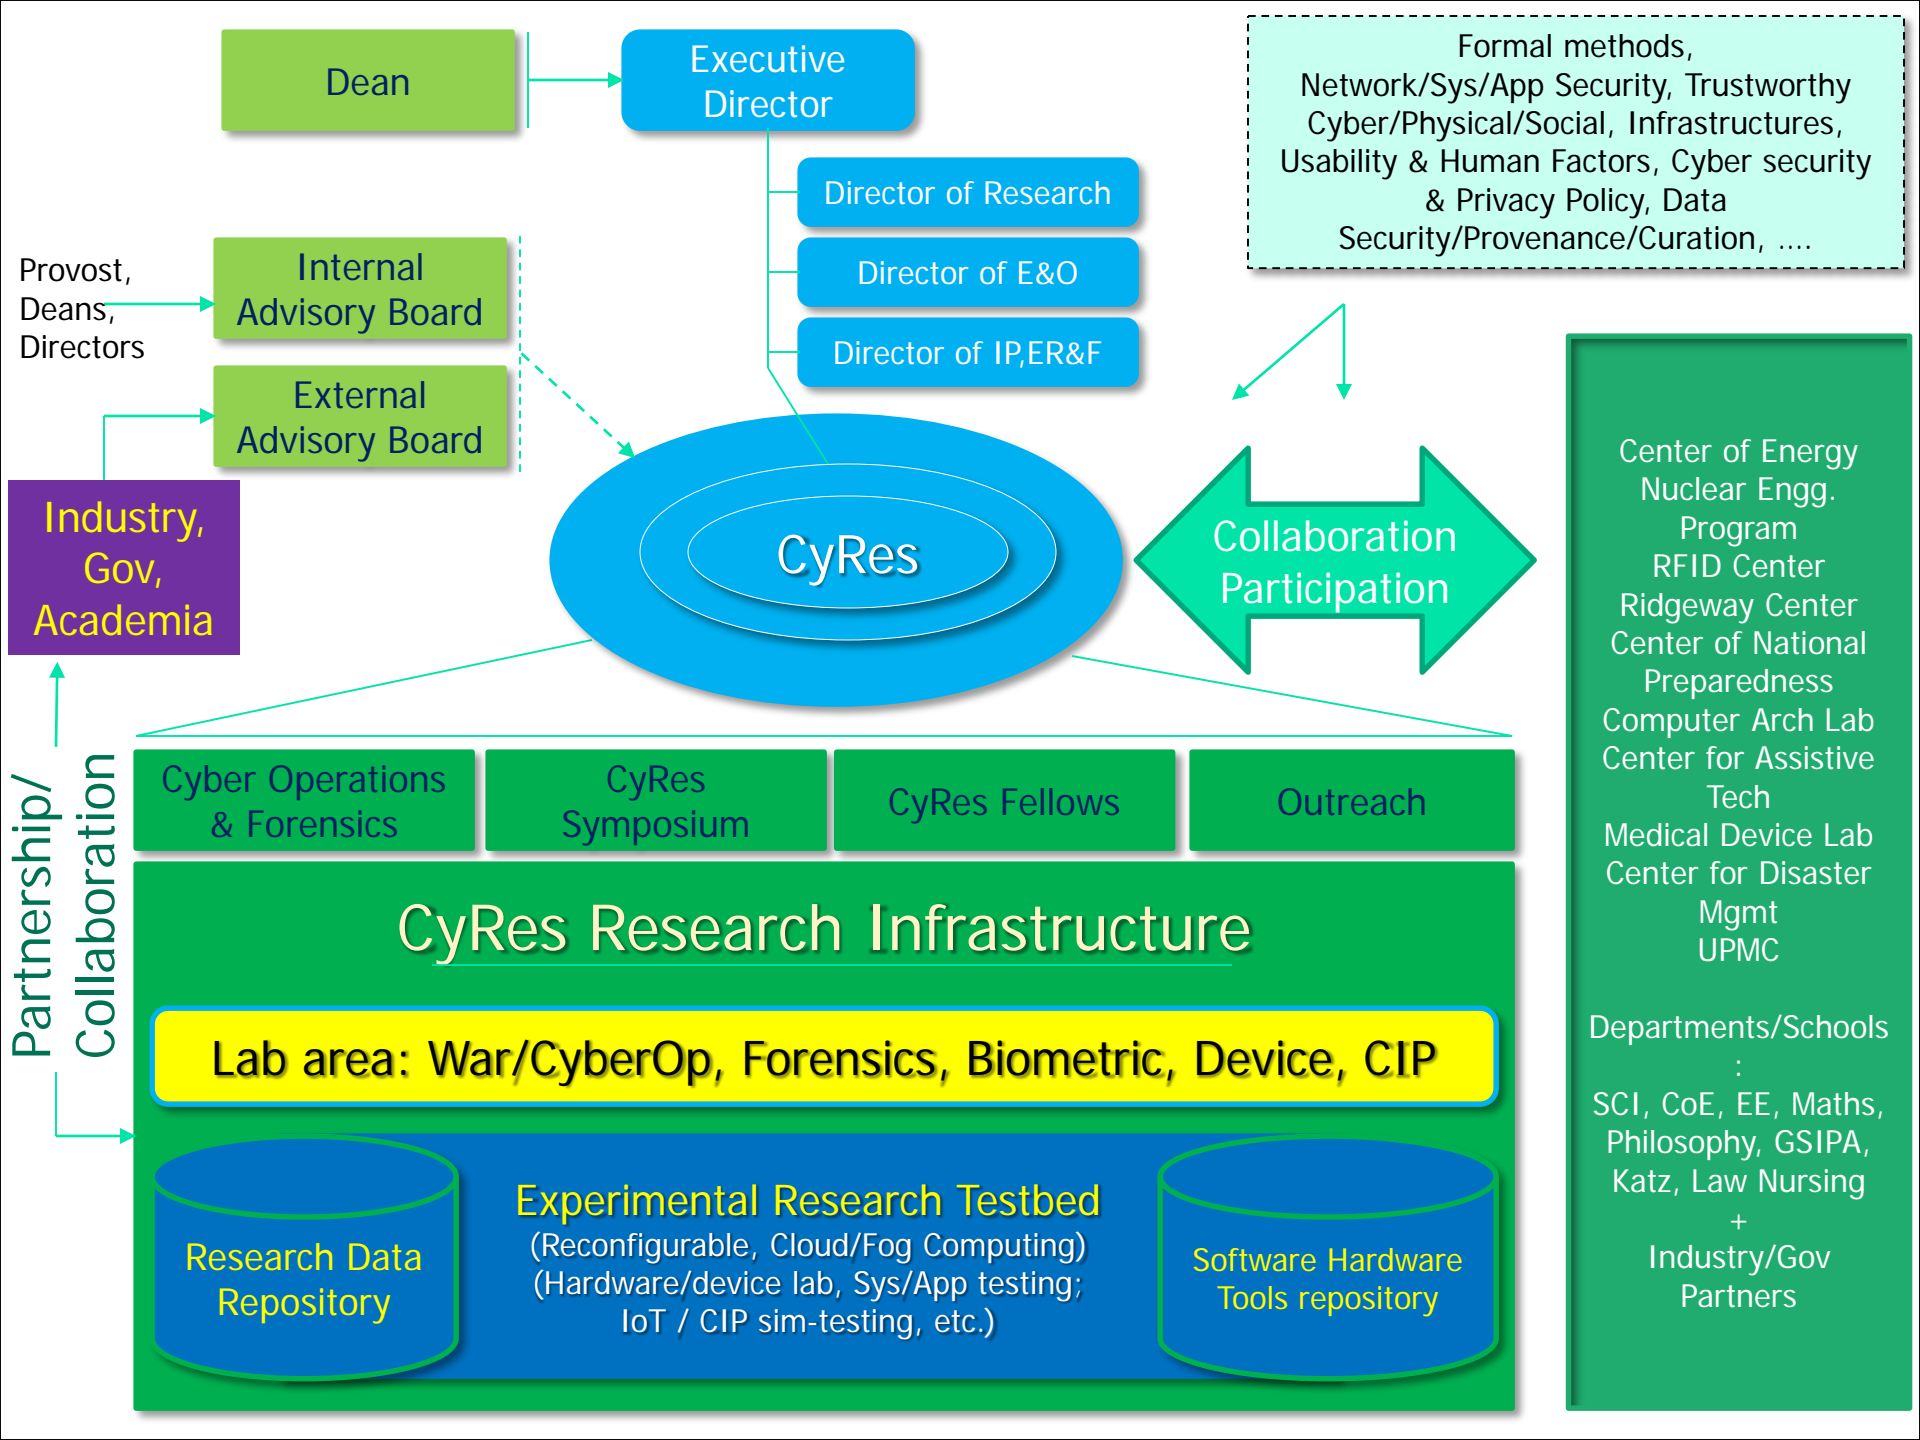 Dean
Executive
Director
Formal methods,
Network/Sys/App Security, Trustworthy
Cyber/Physical/Social, Infrastructures,
Usability & Human Factors, Cyber security
& Privacy Policy, Data
Security/Provenance/Curation, ....
Director of Research
Director of E&O
Director of IP,ER&F
Provost,
Deans,
Directors
Internal
Advisory Board
External
Advisory Board
Industry,
Gov,
Academia
CyRes
Collaboration
Participation
Center of Energy
Nuclear Engg.
Program
RFID Center
Ridgeway Center
Center of National
Preparedness
Computer Arch Lab
Center for Assistive
Tech
Medical Device Lab
Center for Disaster
Mgmt
UPMC
Departments/Schools
:
SCI, CoE, EE, Maths,
Philosophy, GSIPA,
Katz, Law Nursing
+
Industry/Gov
Partners
Partnership/
Collaboration
Cyber Operations
& Forensics
CyRes
Symposium
CyRes Fellows
Outreach
CyRes Research Infrastructure
Lab area: War/CyberOp, Forensics, Biometric, Device, CIP
Research Data
Repository
Experimental Research Testbed
(Reconfigurable, Cloud/Fog Computing)
(Hardware/device lab, Sys/App testing;
IoT / CIP sim-testing, etc.)
Software Hardware
Tools repository